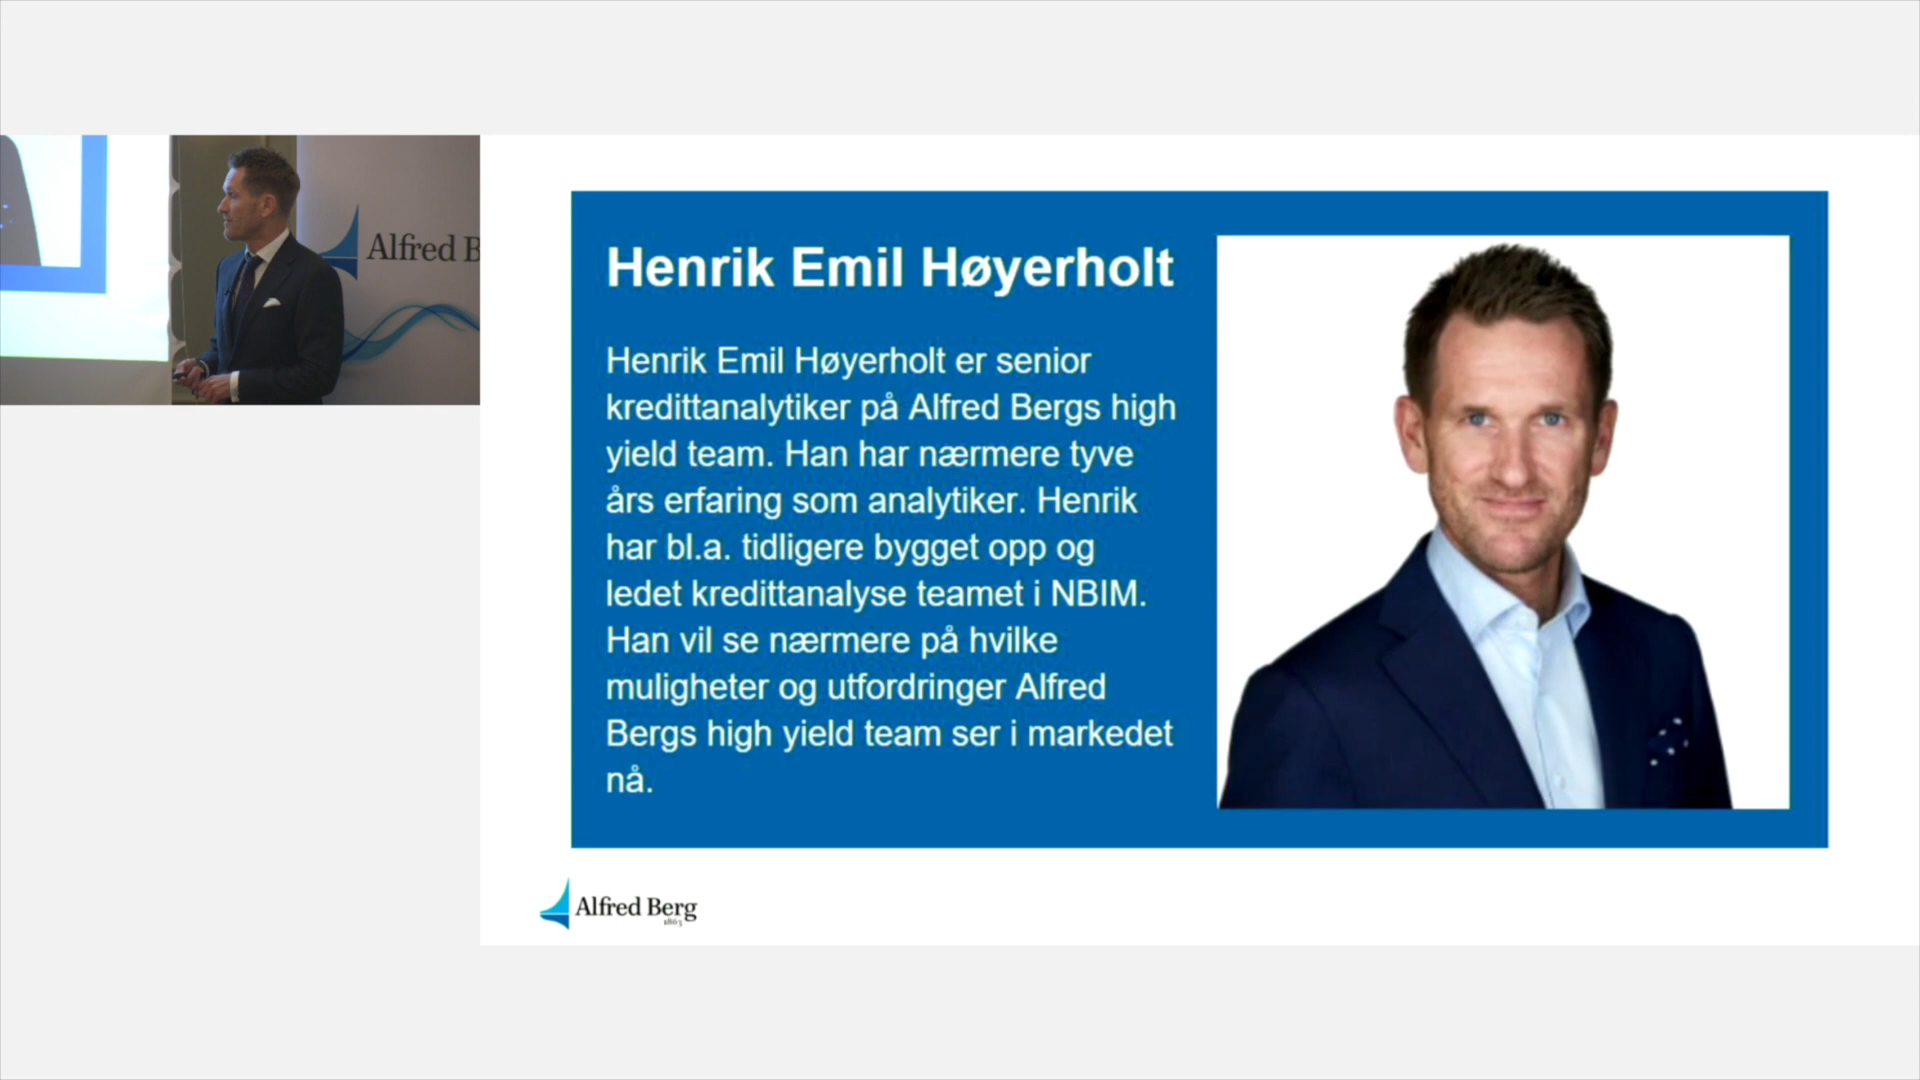 Alfred B
Henrik Emil Høyerholt
Henrik Emil Høyerholt er senior
kredittanalytiker på Alfred Bergs high
yield team. Han har nærmere tyve
års erfaring som analytiker. Henrik
har bl.a. tidligere bygget opp og
ledet kredittanalyse teamet i NBIM.
Han vil se nærmere på hvilke
muligheter og utfordringer Alfred
Bergs high yield team ser i markedet
nå.
Alfred Berg
1863